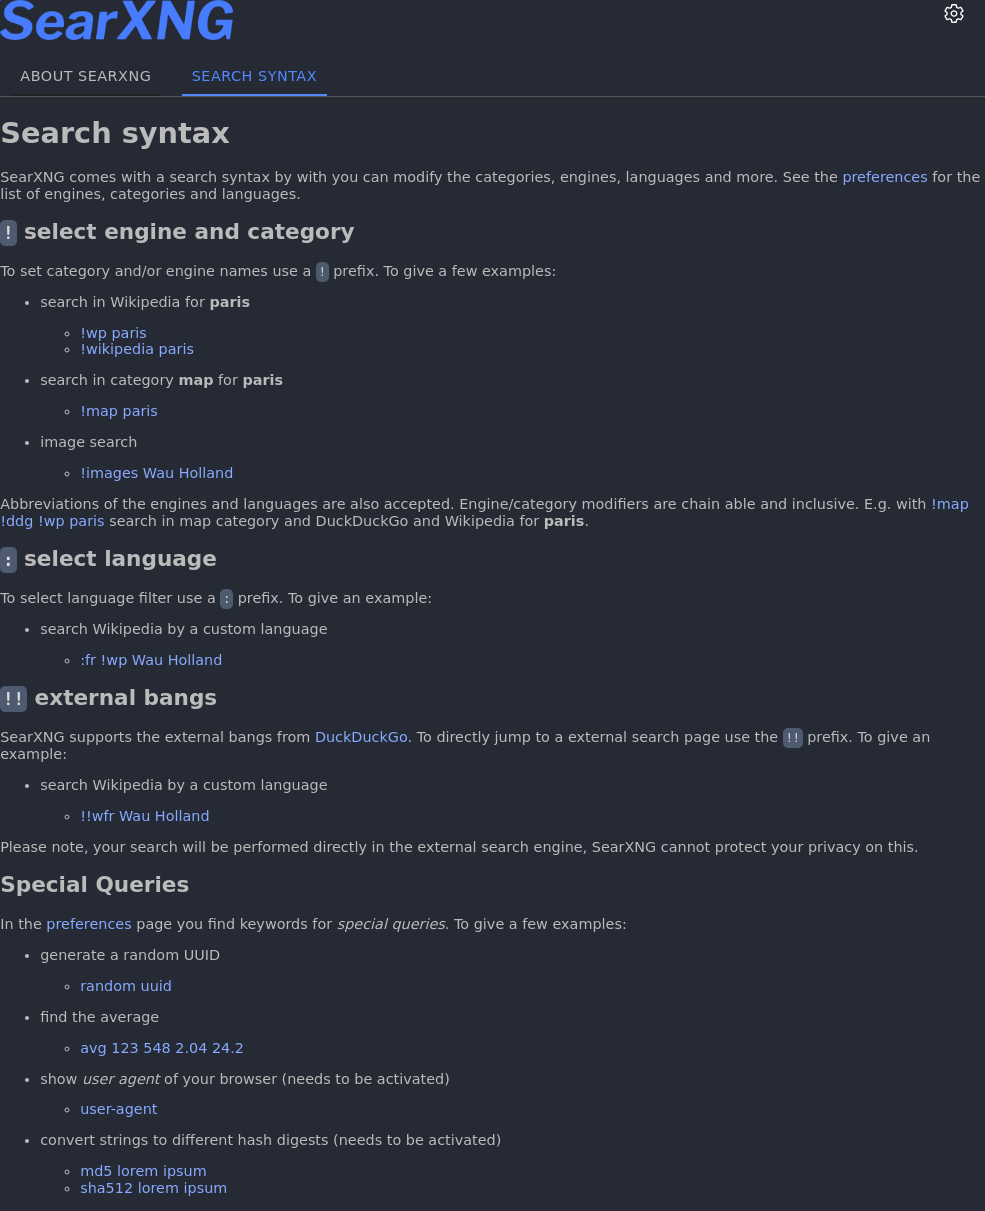 SearXNG
ABOUT SEARXNG SEARCH SYNTAX
Search syntax
SearXNG comes with a search syntax by with you can modify the categories, engines, languages and more. See the preferences for the
list of engines, categories and languages.
! select engine and category
To set category and/or engine names use a ! prefix. To give a few examples:
• search in Wikipedia for paris
◦ !wp paris
◦ !wikipedia paris
• search in category map for paris
◦ !map paris
• image search
◦ !images Wau Holland
Abbreviations of the engines and languages are also accepted. Engine/category modifiers are chain able and inclusive. E.g. with !map
!ddg !wp paris search in map category and DuckDuckGo and Wikipedia for paris.
: select language
To select language filter use a : prefix. To give an example:
• search Wikipedia by a custom language
◦ :fr !wp Wau Holland
!! external bangs
SearXNG supports the external bangs from DuckDuckGo. To directly jump to a external search page use the !! prefix. To give an
example:
• search Wikipedia by a custom language
◦ !!wfr Wau Holland
Please note, your search will be performed directly in the external search engine, SearXNG cannot protect your privacy on this.
Special Queries
In the preferences page you find keywords for special queries. To give a few examples:
• generate a random UUID
◦ random uuid
• find the average
◦ avg 123 548 2.04 24.2
• show user agent of your browser (needs to be activated)
◦ user-agent
• convert strings to different hash digests (needs to be activated)
◦ md5 lorem ipsum
◦ sha512 lorem ipsum